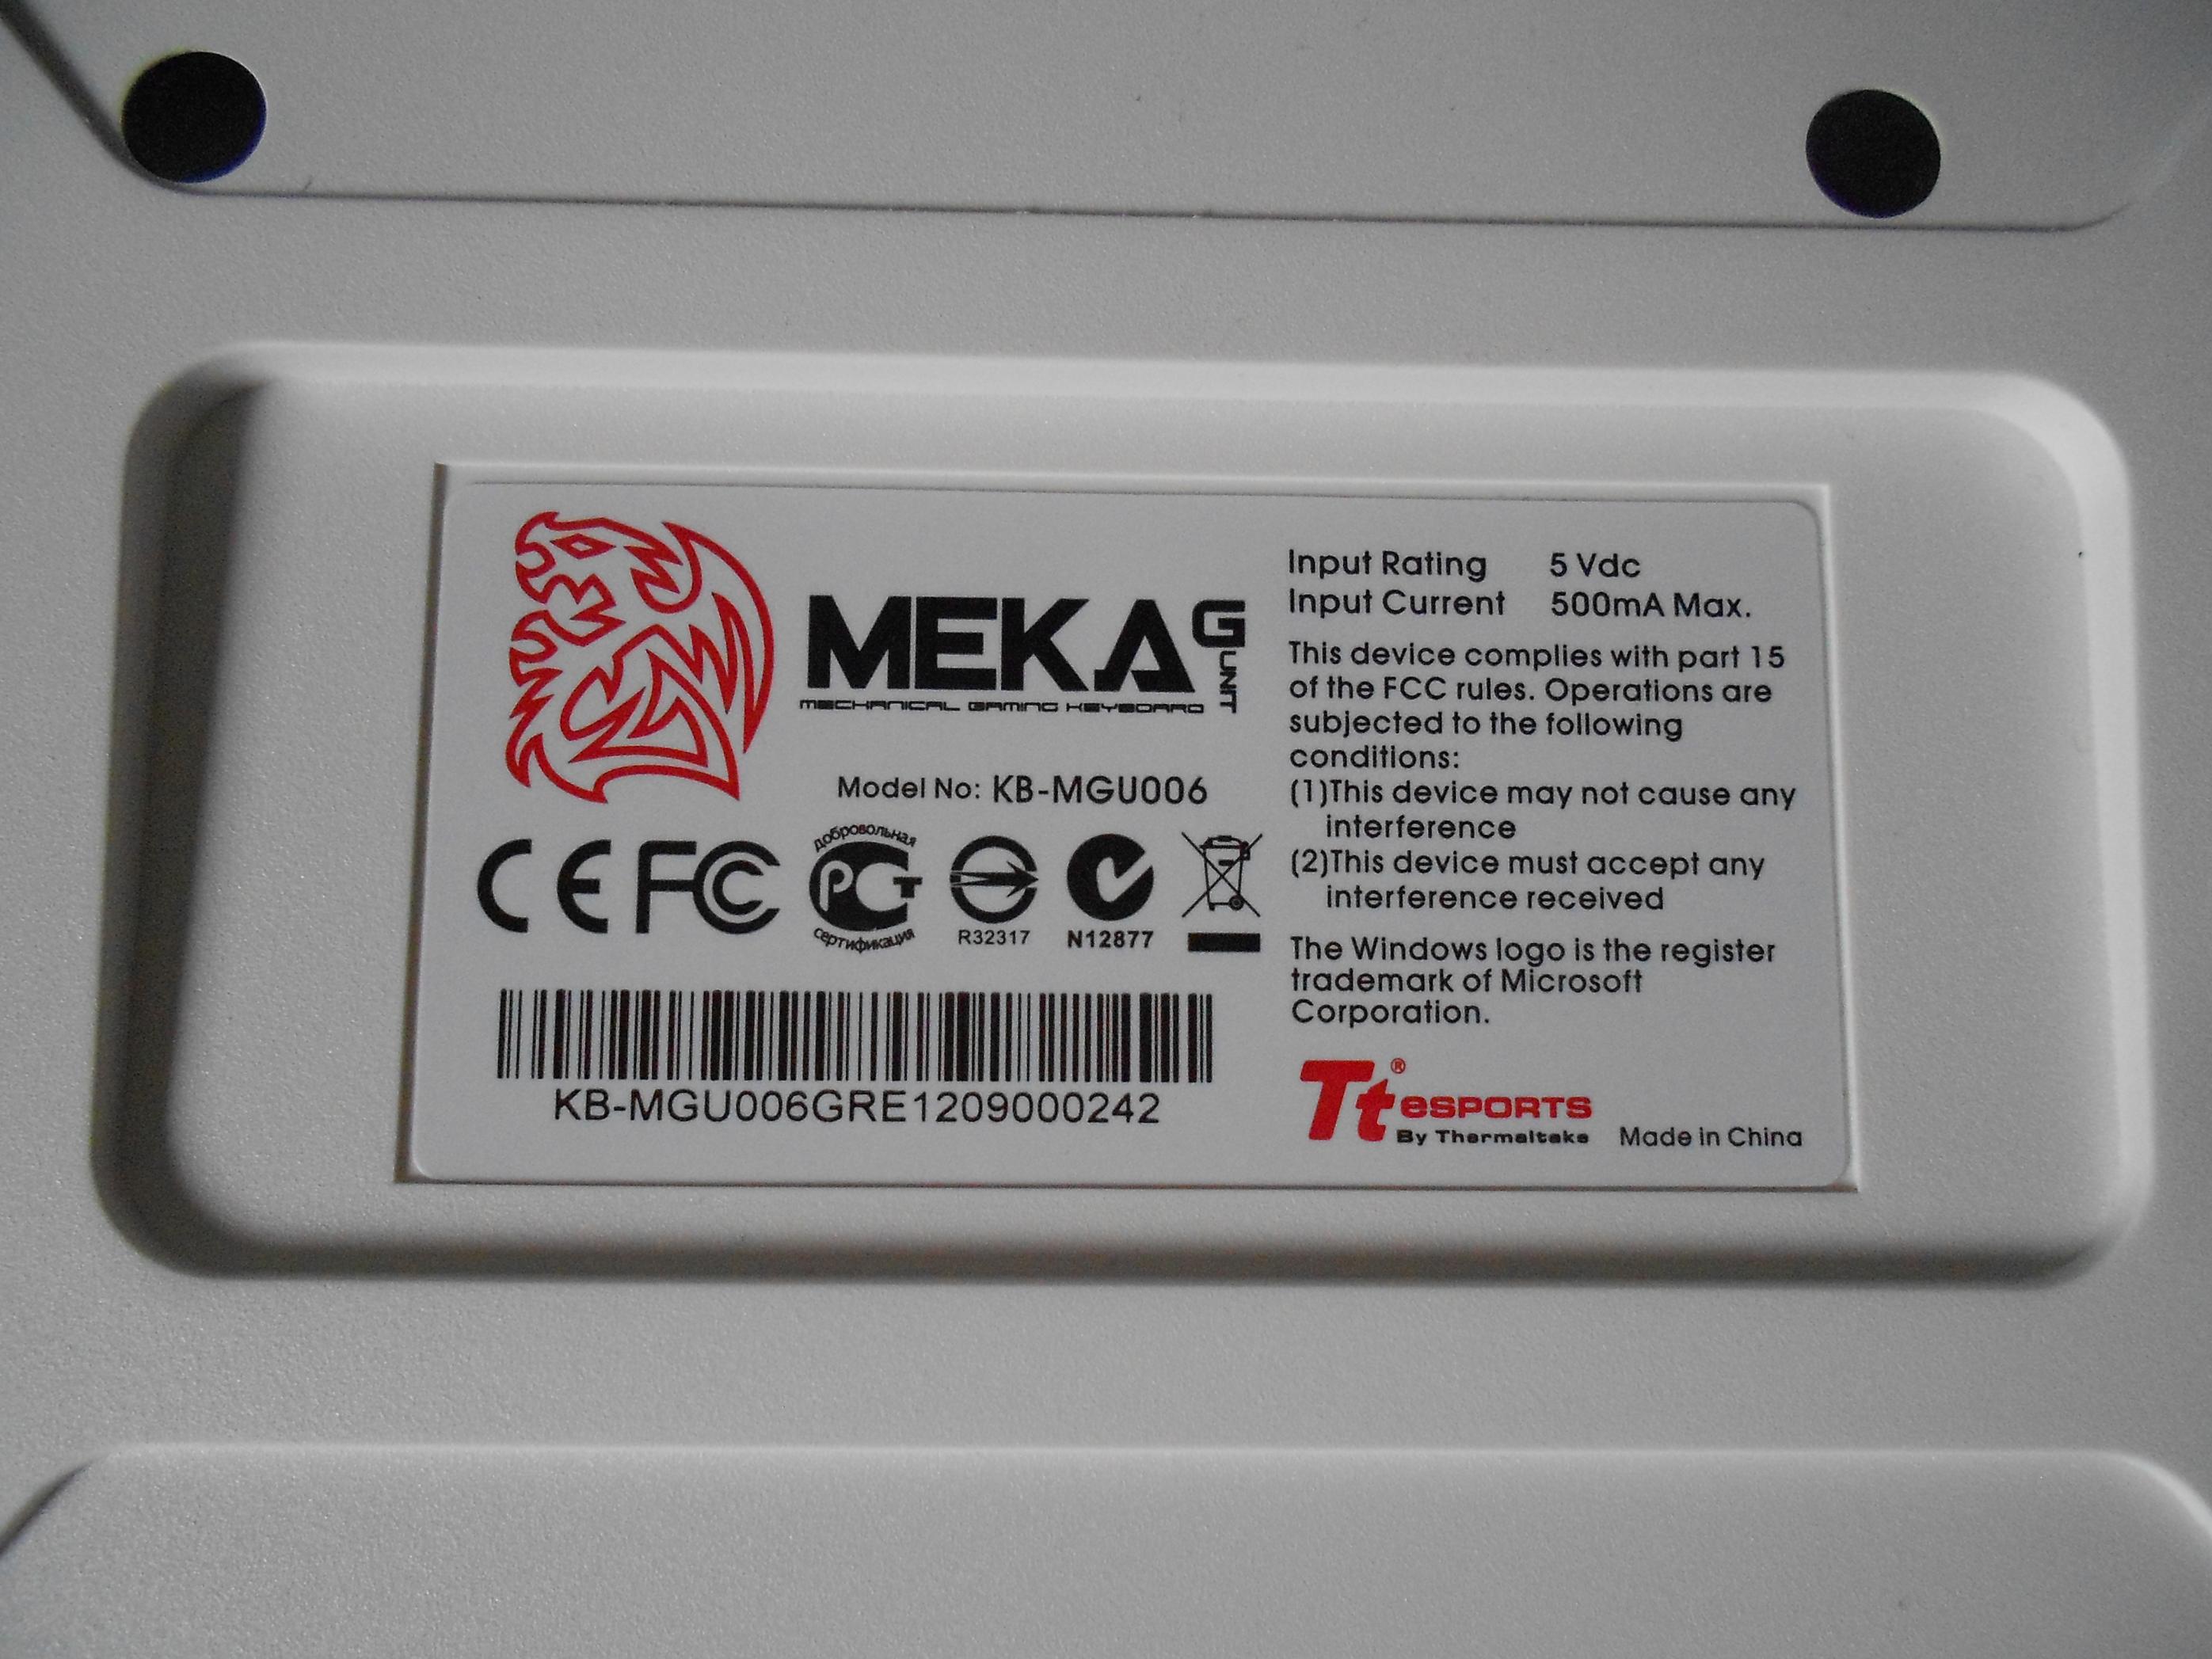 MEKA G UNIT
MECHANICAL GAMING KEYBOARD
Model No: KB-MGU006
CE FC добровольная РСТ сертификация R32317 N12877
KB-MGU006GRE1209000242
Input Rating 5 Vdc
Input Current 500mA Max.
This device complies with part 15
of the FCC rules. Operations are
subjected to the following
conditions:
(1)This device may not cause any
interference
(2)This device must accept any
interference received
The Windows logo is the register
trademark of Microsoft
Corporation.
Tt® eSPORTS
By Thermaltake
Made in China